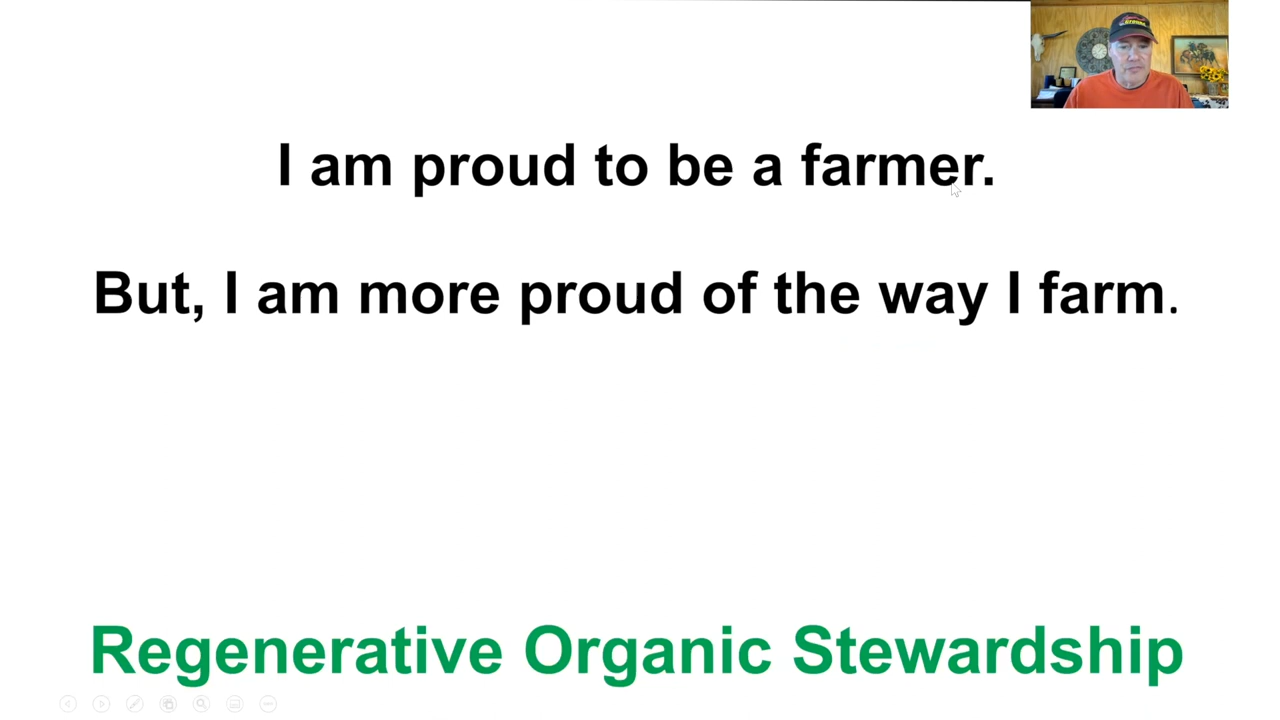 I am proud to be a farmer.
But, I am more proud of the way I farm.
Regenerative Organic Stewardship